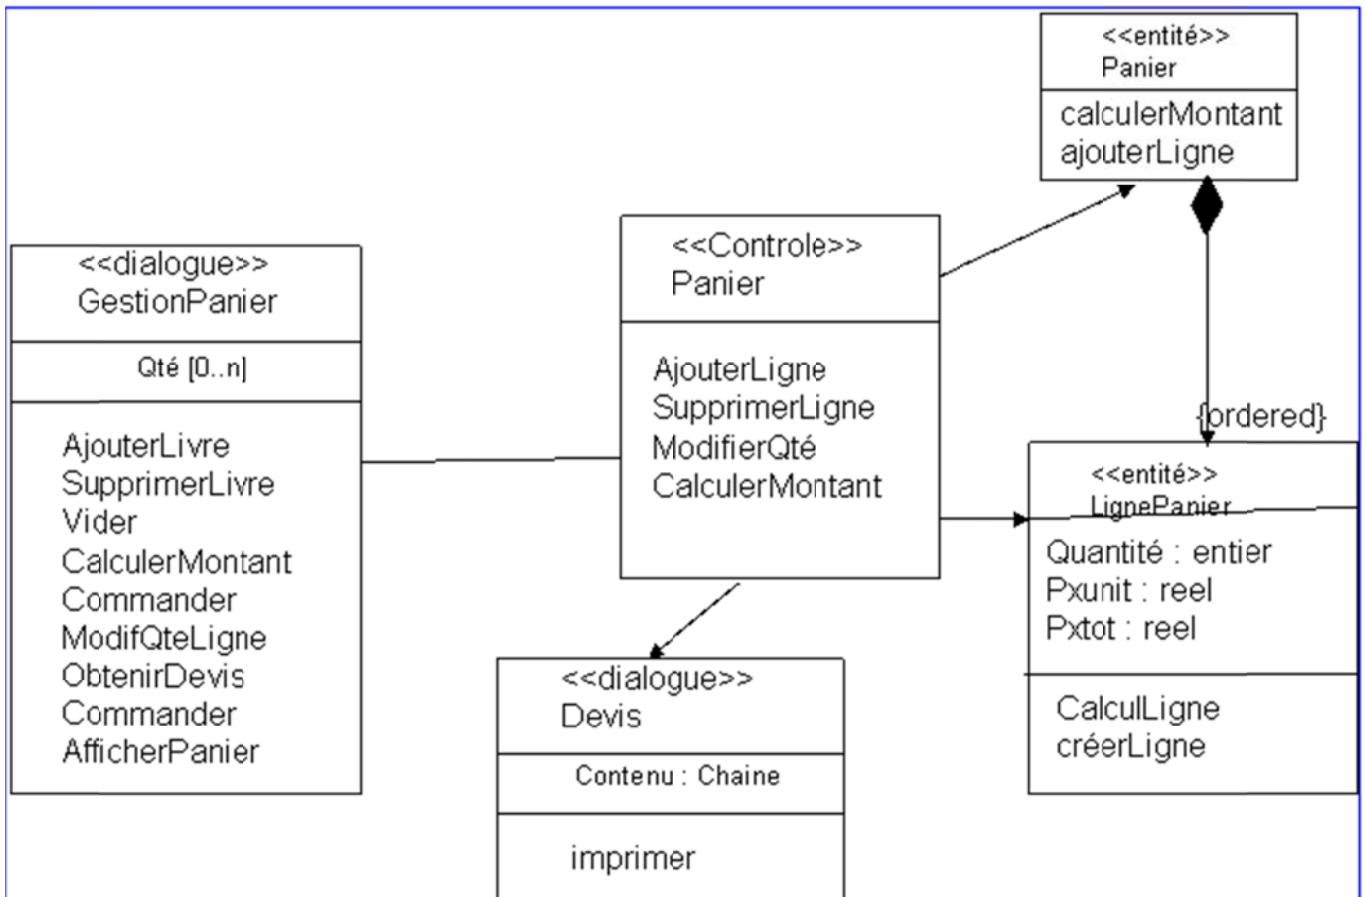 <<entité>>
Panier
calculerMontant
ajouterLigne
<<dialogue>>
GestionPanier
Qté [0..n]
AjouterLivre
SupprimerLivre
Vider
CalculerMontant
Commander
ModifQteLigne
ObtenirDevis
Commander
AfficherPanier
<<Controle>>
Panier
AjouterLigne
SupprimerLigne
ModifierQté
CalculerMontant
{ordered}
<<entité>>
LignePanier
Quantité : entier
Pxunit : reel
Pxtot : reel
CalculLigne
créerLigne
<<dialogue>>
Devis
Contenu : Chaine
imprimer